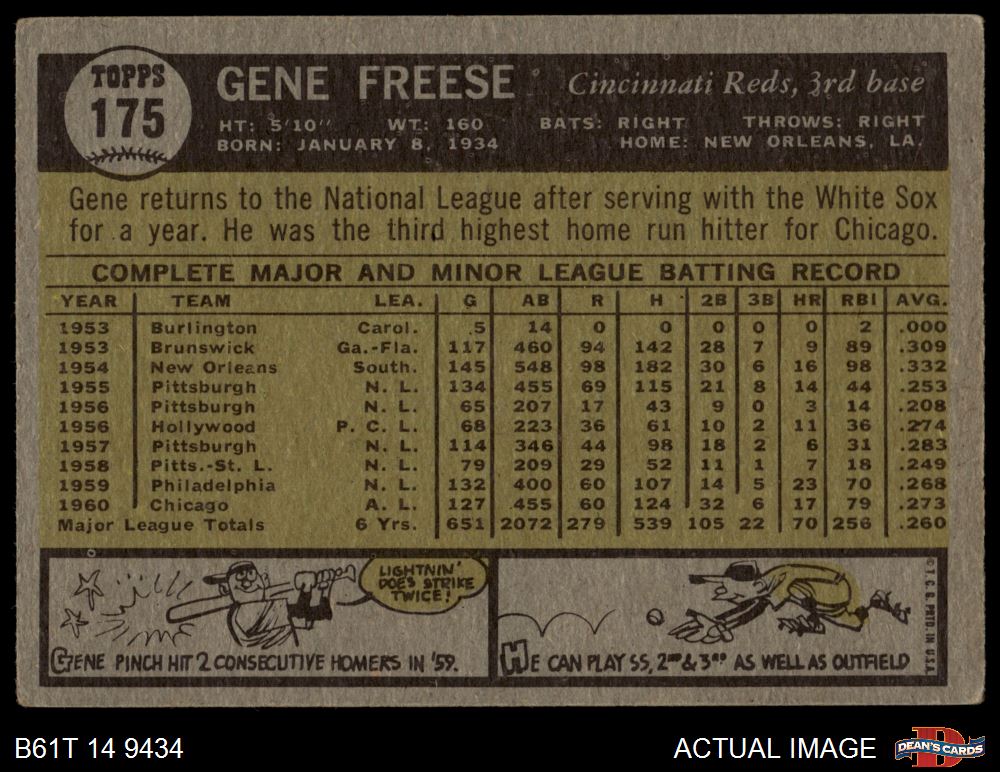 TOPPS
175
GENE FREESE Cincinnati Reds, 3rd base
HT: 5'10" WT: 160 BATS: RIGHT THROWS: RIGHT
BORN: JANUARY 8, 1934 HOME: NEW ORLEANS, LA.
Gene returns to the National League after serving with the White Sox
for a year. He was the third highest home run hitter for Chicago.
COMPLETE MAJOR AND MINOR LEAGUE BATTING RECORD
YEAR TEAM LEA. G AB R H 2B 3B HR RBI AVG.
1953 Burlington Carol. 5 14 0 0 0 0 0 2 .000
1953 Brunswick Ga.-Fla. 117 460 94 142 28 7 9 89 .309
1954 New Orleans South. 145 548 98 182 30 6 16 98 .332
1955 Pittsburgh N. L. 134 455 69 115 21 8 14 44 .253
1956 Pittsburgh N. L. 65 207 17 43 9 0 3 14 .208
1956 Hollywood P. C. L. 68 223 36 61 10 2 11 36 .274
1957 Pittsburgh N. L. 114 346 44 98 18 2 6 31 .283
1958 Pitts.-St. L. N. L. 79 209 29 52 11 1 7 18 .249
1959 Philadelphia N. L. 132 400 60 107 14 5 23 70 .268
1960 Chicago A. L. 127 455 60 124 32 6 17 79 .273
Major League Totals 6 Yrs. 651 2072 279 539 105 22 70 256 .260
LIGHTNIN'
DOES STRIKE
TWICE!
GENE PINCH HIT 2 CONSECUTIVE HOMERS IN '59.
HE CAN PLAY SS, 2ND & 3RD AS WELL AS OUTFIELD
© T. C. G. PRTD. IN U.S.A.
B61T 14 9434
ACTUAL IMAGE
DEAN'S CARDS